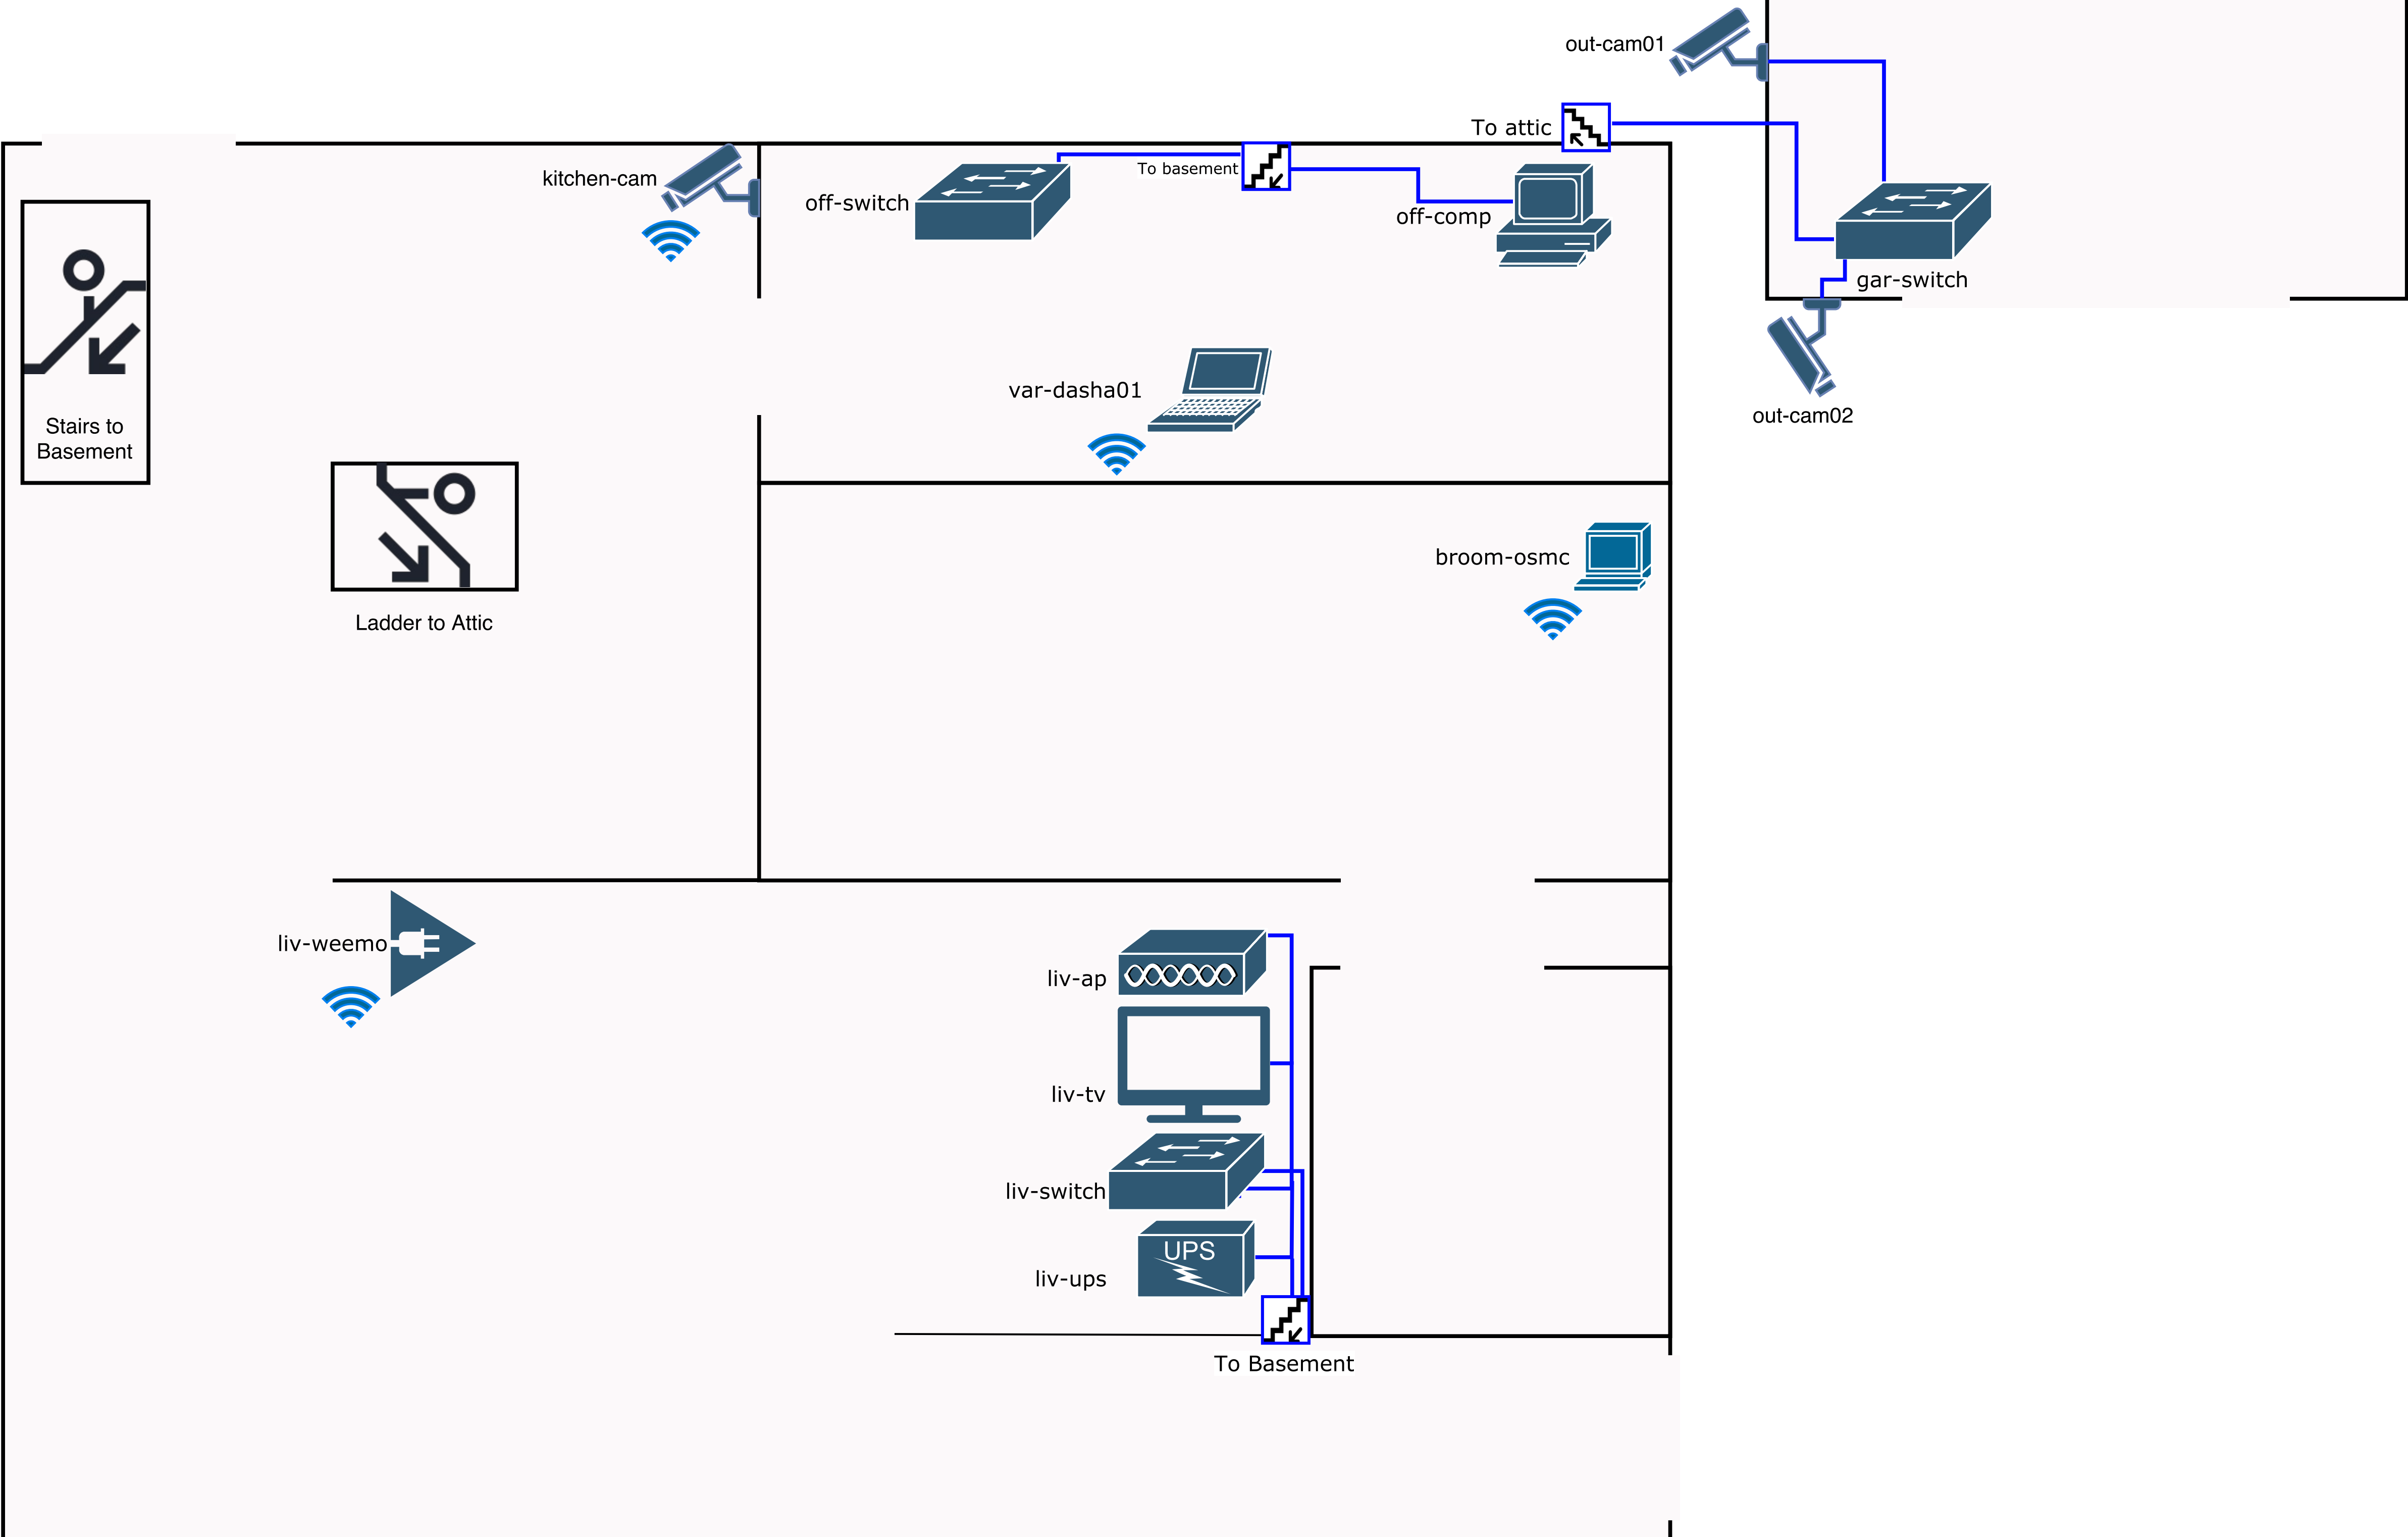 out-cam01
To attic
kitchen-cam
To basement
off-switch
off-comp
gar-switch
var-dasha01
out-cam02
Stairs to
Basement
broom-osmc
Ladder to Attic
liv-weemo
liv-ap
liv-tv
liv-switch
UPS
liv-ups
To Basement